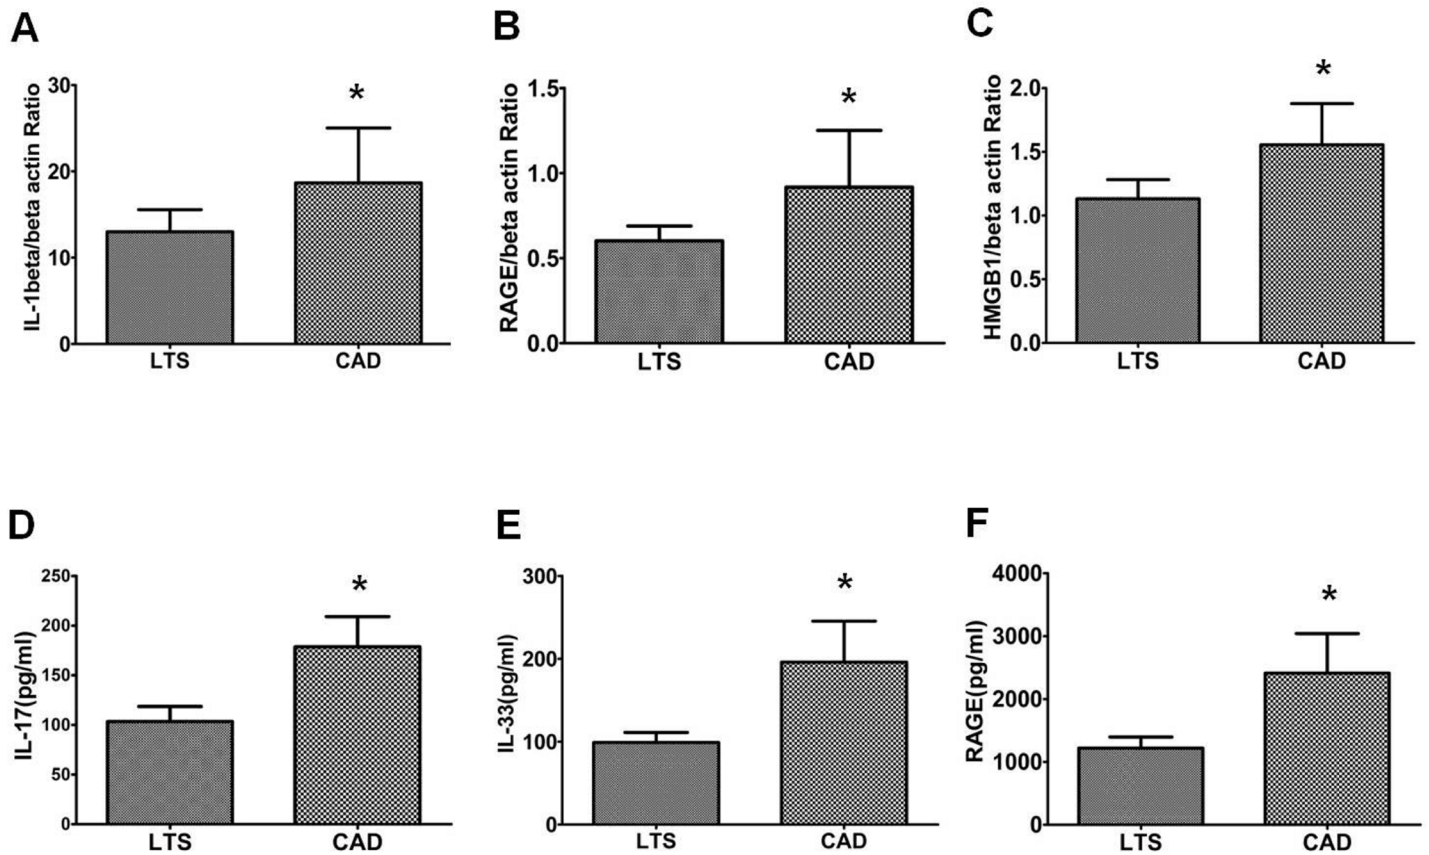 A
IL-1beta/beta actin Ratio
30
20
10
0
*
LTS
CAD
B
RAGE/beta actin Ratio
1.5
1.0
0.5
0.0
*
LTS
CAD
C
HMGB1/beta actin Ratio
2.0
1.5
1.0
0.5
0.0
*
LTS
CAD
D
IL-17(pg/ml)
250
200
150
100
50
0
*
LTS
CAD
E
IL-33(pg/ml)
300
200
100
0
*
LTS
CAD
F
RAGE(pg/ml)
4000
3000
2000
1000
0
*
LTS
CAD